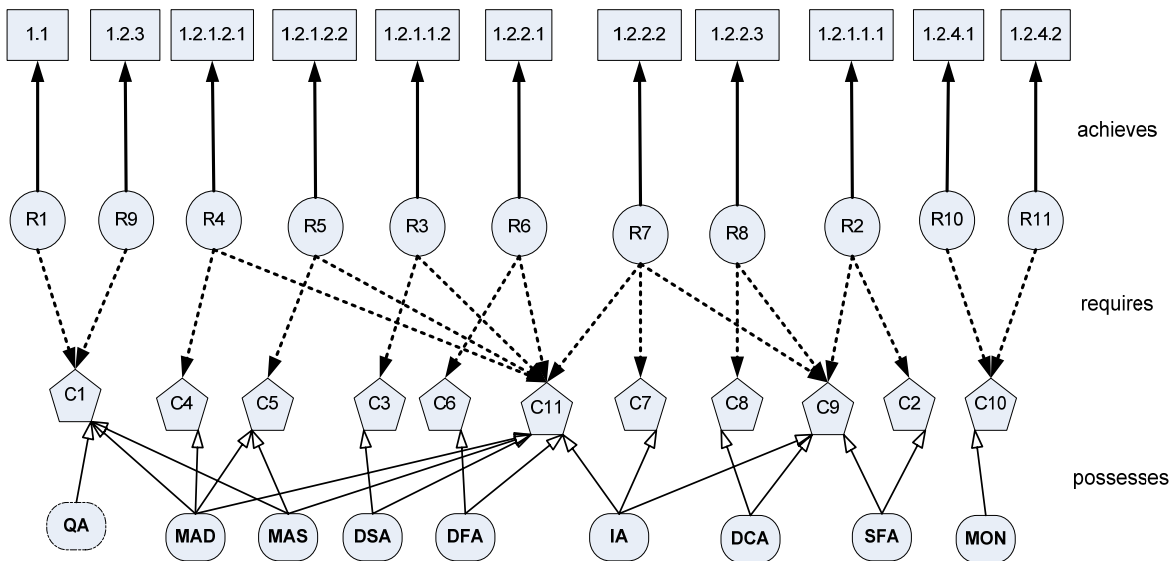 1.1 1.2.3 1.2.1.2.1 1.2.1.2.2 1.2.1.1.2 1.2.2.1 1.2.2.2 1.2.2.3 1.2.1.1.1 1.2.4.1 1.2.4.2
achieves
R1 R9 R4 R5 R3 R6 R7 R8 R2 R10 R11
requires
C1 C4 C5 C3 C6 C11 C7 C8 C9 C2 C10
possesses
QA MAD MAS DSA DFA IA DCA SFA MON